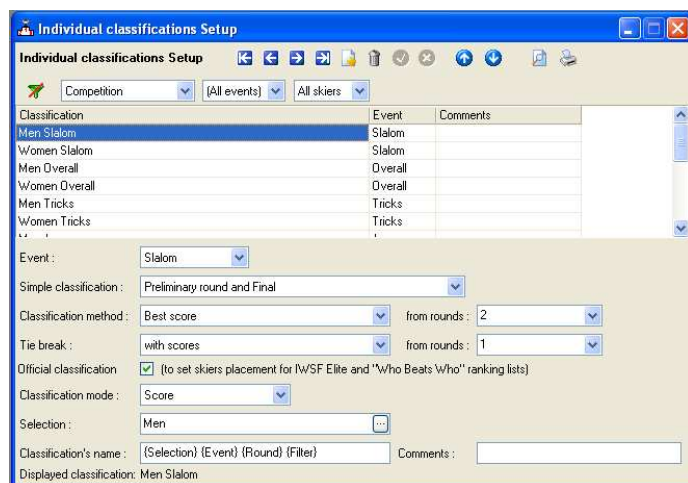 Individual classifications Setup
Individual classifications Setup
Competition (All events) All skiers
Classification Event Comments
Men Slalom Slalom
Women Slalom Slalom
Men Overall Overall
Women Overall Overall
Men Tricks Tricks
Women Tricks Tricks
Event : Slalom
Simple classification : Preliminary round and Final
Classification method : Best score from rounds : 2
Tie break : with scores from rounds : 1
Official classification (to set skiers placement for IWSF Elite and "Who Beats Who" ranking lists)
Classification mode : Score
Selection : Men ...
Classification's name : {Selection} {Event} {Round} {Filter} Comments :
Displayed classification: Men Slalom